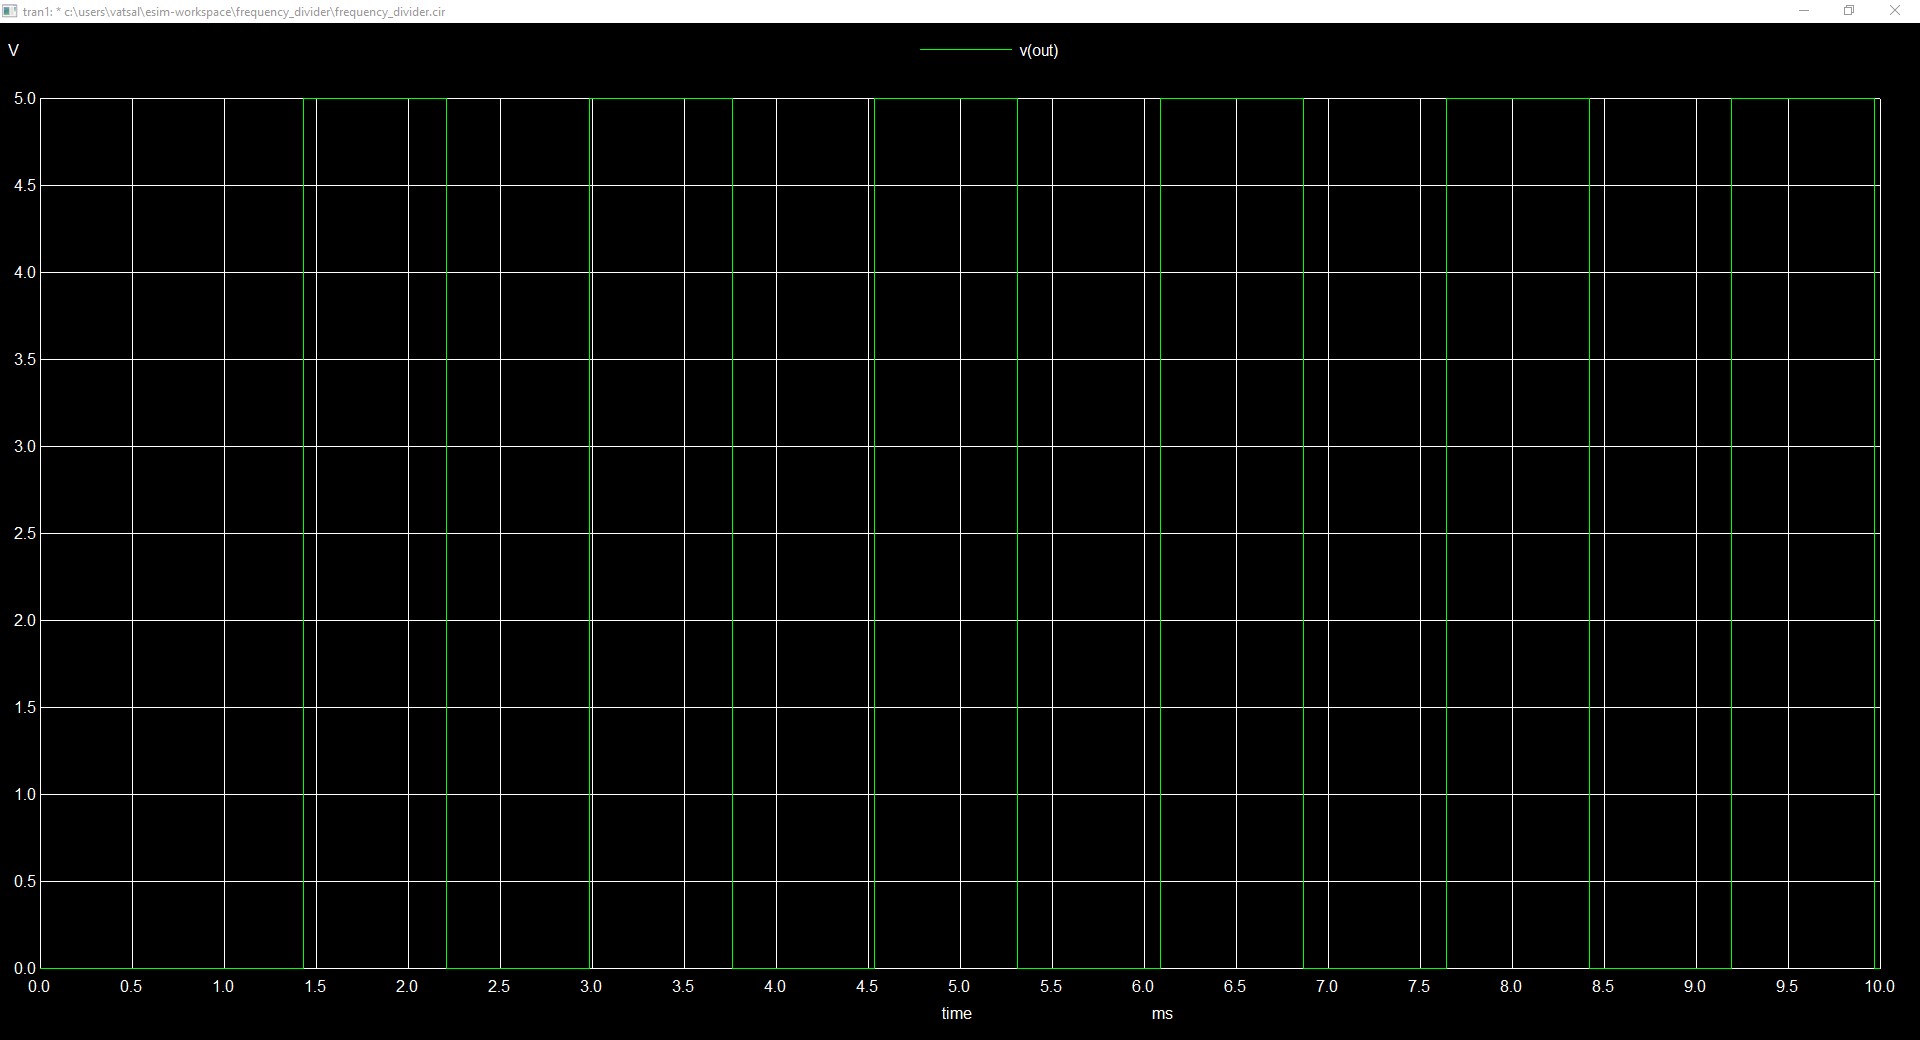 tran1: * c:\users\vatsal\esim-workspace\frequency_divider\frequency_divider.cir
V
v(out)
5.0
4.5
4.0
3.5
3.0
2.5
2.0
1.5
1.0
0.5
0.0
0.0 0.5 1.0 1.5 2.0 2.5 3.0 3.5 4.0 4.5 5.0 5.5 6.0 6.5 7.0 7.5 8.0 8.5 9.0 9.5 10.0
time ms